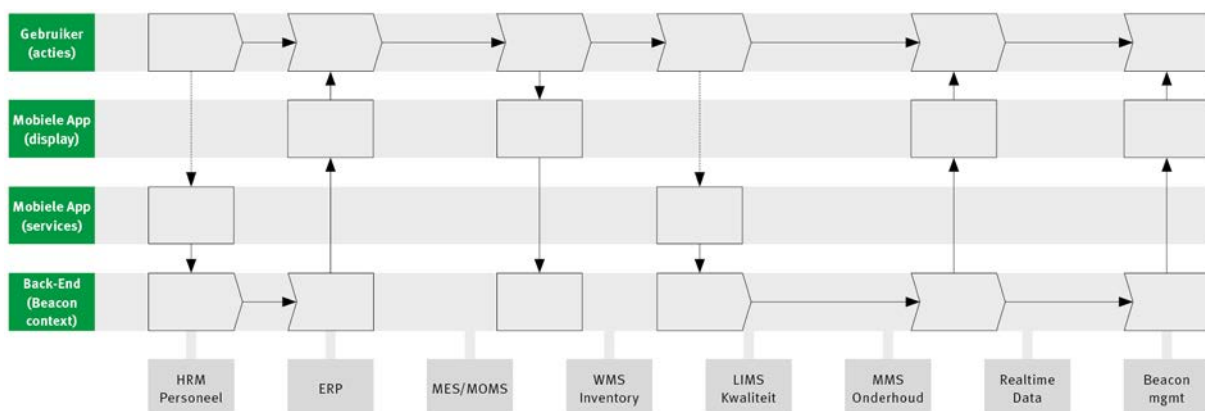 Gebruiker
(acties)
Mobiele App
(display)
Mobiele App
(services)
Back-End
(Beacon
context)
HRM
Personeel
ERP
MES/MOMS
WMS
Inventory
LIMS
Kwaliteit
MMS
Onderhoud
Realtime
Data
Beacon
mgmt